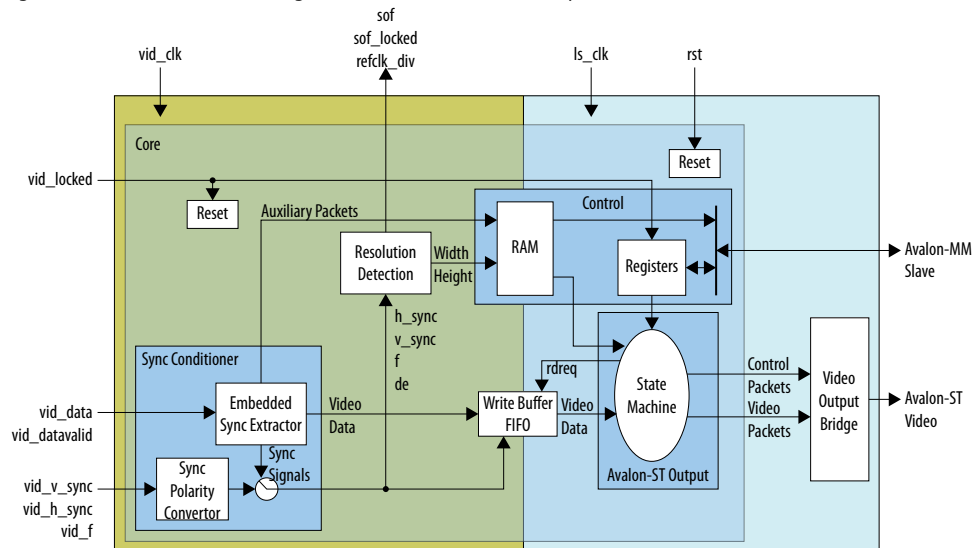 sof
sof_locked
refclk_div
vid_clk
ls_clk
rst
Core
Reset
vid_locked
Reset
Auxiliary Packets
Control
RAM
Resolution
Detection
Width
Height
Registers
Avalon-MM
Slave
h_sync
v_sync
f
de
Sync Conditioner
rdreq
State
Machine
Control
Packets
Video
Packets
Video
Output
Bridge
Avalon-ST
Video
vid_data
vid_datavalid
Embedded
Sync Extractor
Video
Data
Write Buffer
FIFO
Video
Data
Sync
Signals
Avalon-ST Output
Sync
Polarity
Convertor
vid_v_sync
vid_h_sync
vid_f